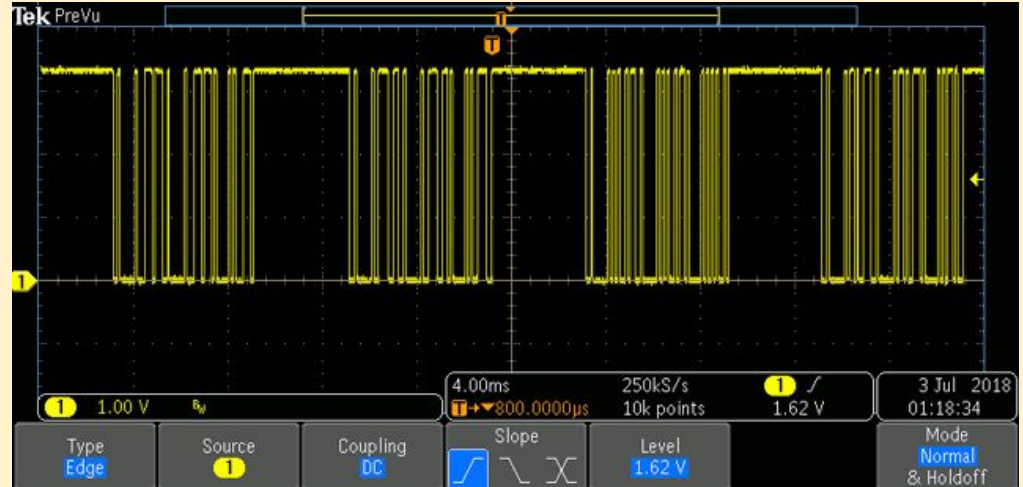 Tek PreVu
T
T
1
4.00ms 250kS/s 1 3 Jul 2018
1 1.00 V BW T→▼800.0000µs 10k points 1.62 V 01:18:34
Type Source Coupling Slope Level Mode
Edge 1 DC 1.62 V Normal
& Holdoff